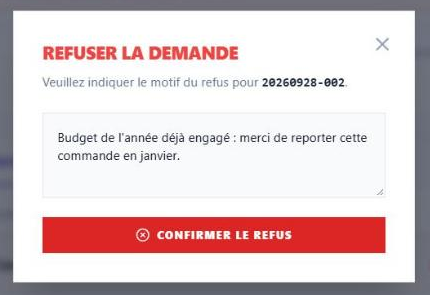 REFUSER LA DEMANDE
Veuillez indiquer le motif du refus pour 20260928-002.
Budget de l'année déjà engagé : merci de reporter cette
commande en janvier.
CONFIRMER LE REFUS